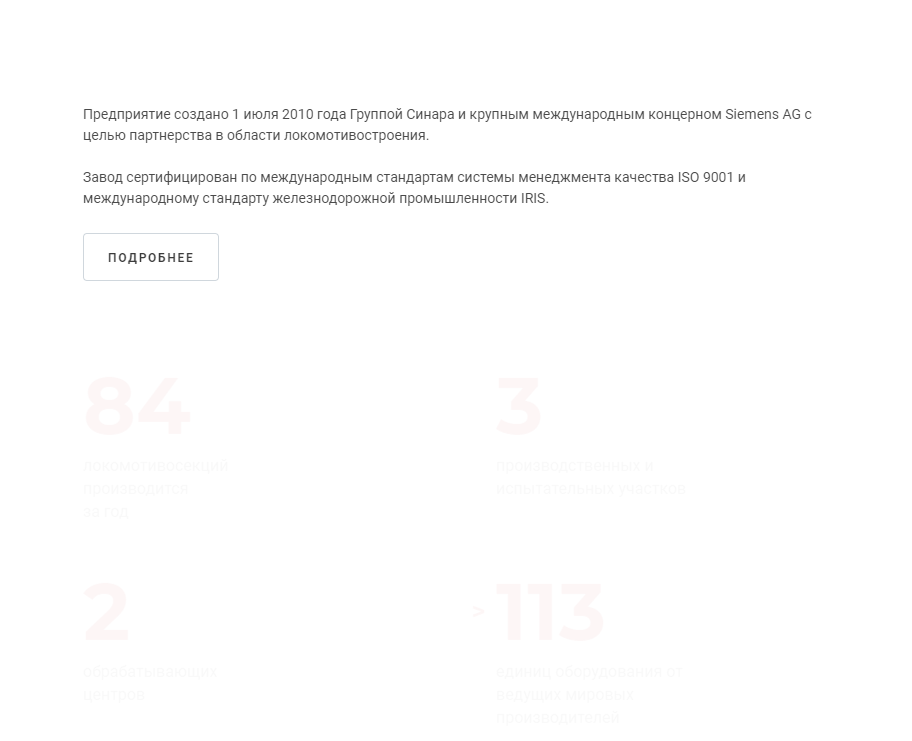 Предприятие создано 1 июля 2010 года Группой Синара и крупным международным концерном Siemens AG с
целью партнерства в области локомотивостроения.
Завод сертифицирован по международным стандартам системы менеджмента качества ISO 9001 и
международному стандарту железнодорожной промышленности IRIS.
ПОДРОБНЕЕ
84
локомотивосекций
производится
за год
3
производственных и
испытательных участков
2
обрабатывающих
центров
> 113
единиц оборудования от
ведущих мировых
производителей